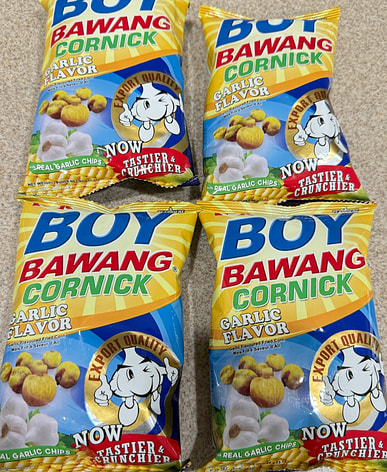 BOY
BAWANG
CORNICK
GARLIC
FLAVOR
EXPORT QUALITY
NOW
TASTIER &
CRUNCHIER
REAL GARLIC CHIPS
BOY
BAWANG
CORNICK
GARLIC
FLAVOR
EXPORT QUALITY
NOW
TASTIER &
CRUNCHIER
REAL GARLIC CHIPS
BOY
BAWANG®
CORNICK
GARLIC
FLAVOR
EXPORT QUALITY
REAL GARLIC CHIPS
NOW
TASTIER &
CRUNCHIER
BOY
BAWANG
CORNICK
GARLIC
FLAVOR
EXPORT QUALITY
REAL GARLIC CHIPS
NOW
TASTIER &
CRUNCHIER